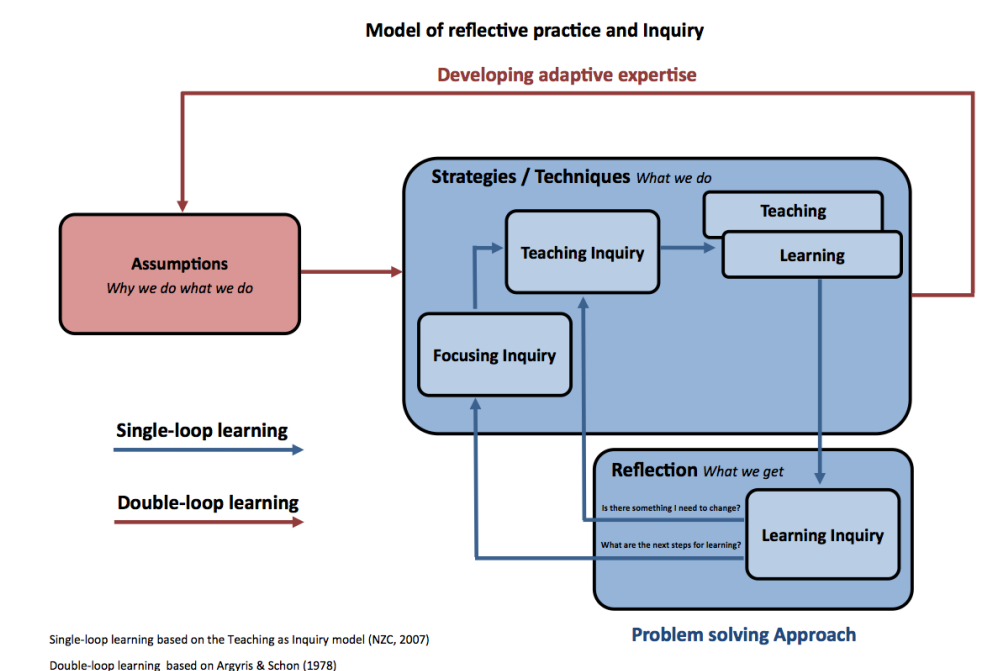 Model of reflective practice and Inquiry
Developing adaptive expertise
Strategies / Techniques What we do
Teaching
Teaching Inquiry
Learning
Assumptions
Why we do what we do
Focusing Inquiry
Single-loop learning
Reflection What we get
Is there something I need to change?
Double-loop learning
Learning Inquiry
What are the next steps for learning?
Problem solving Approach
Single-loop learning based on the Teaching as Inquiry model (NZC, 2007)
Double-loop learning based on Argyris & Schon (1978)